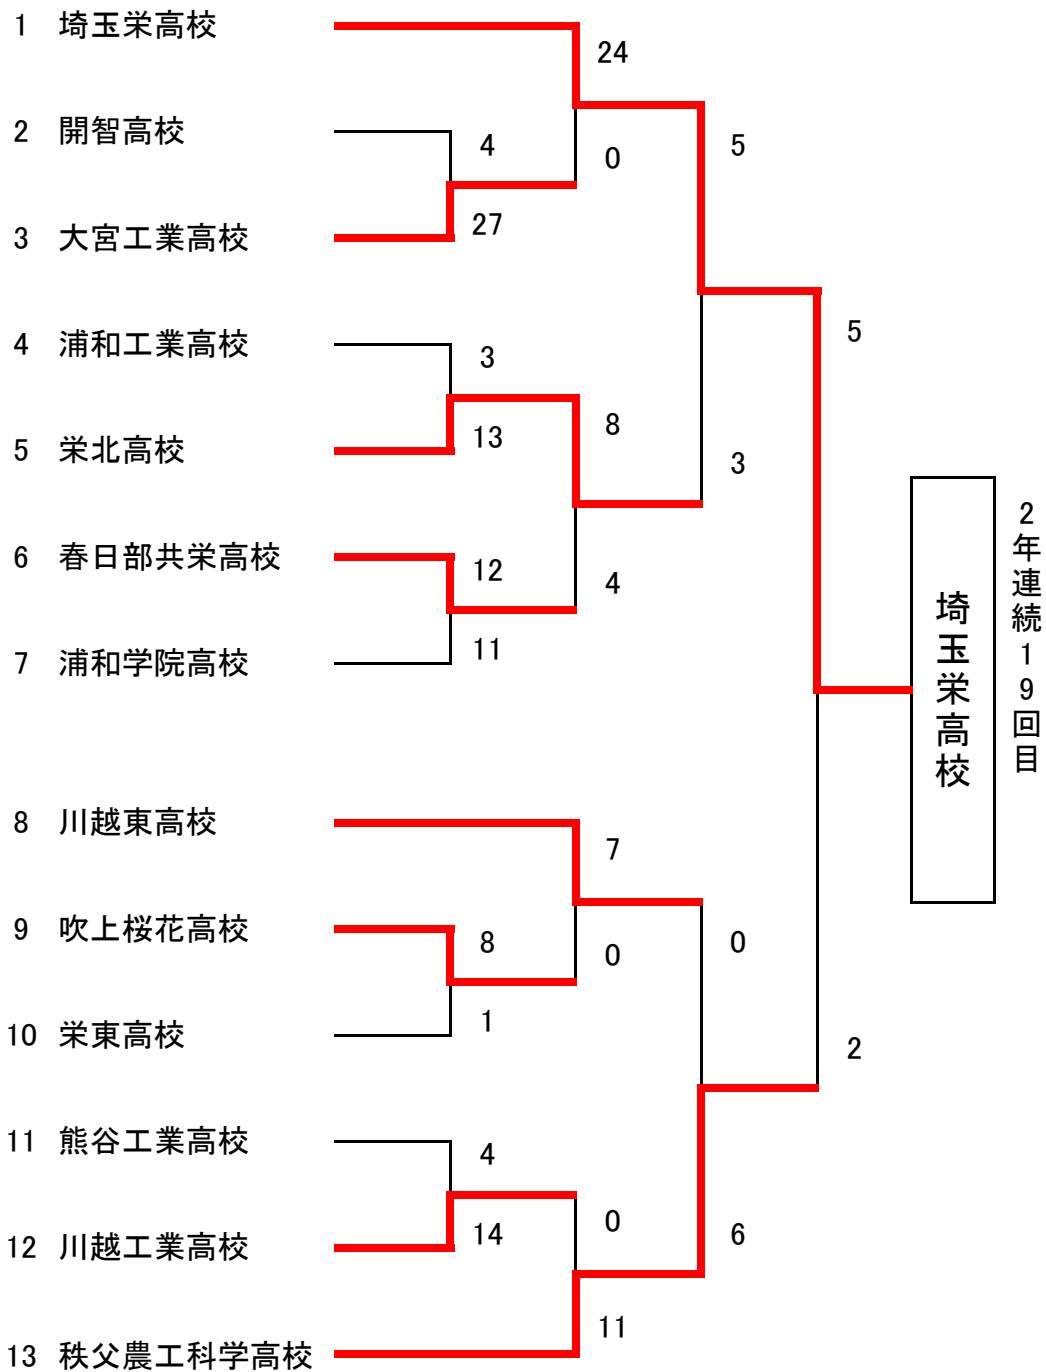 1 埼玉栄高校
24
2 開智高校
4
0
5
27
3 大宮工業高校
5
4 浦和工業高校
3
8
13
5 栄北高校
3
6 春日部共栄高校
12
4
11
7 浦和学院高校
埼玉栄高校
2年連続19回目
8 川越東高校
7
9 吹上桜花高校
8
0
0
1
10 栄東高校
2
11 熊谷工業高校
4
0
14
6
12 川越工業高校
11
13 秩父農工科学高校